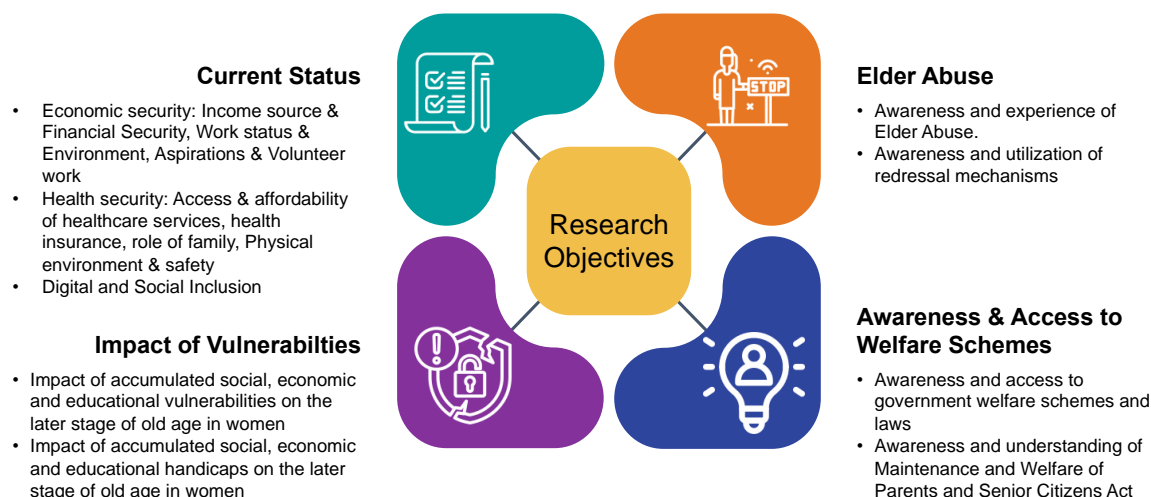 Current Status
• Economic security: Income source &
Financial Security, Work status &
Environment, Aspirations & Volunteer
work
• Health security: Access & affordability
of healthcare services, health
insurance, role of family, Physical
environment & safety
• Digital and Social Inclusion
Impact of Vulnerabilties
• Impact of accumulated social, economic
and educational vulnerabilities on the
later stage of old age in women
• Impact of accumulated social, economic
and educational handicaps on the later
stage of old age in women
STOP
Research
Objectives
Elder Abuse
• Awareness and experience of
Elder Abuse.
• Awareness and utilization of
redressal mechanisms
Awareness & Access to
Welfare Schemes
• Awareness and access to
government welfare schemes and
laws
• Awareness and understanding of
Maintenance and Welfare of
Parents and Senior Citizens Act